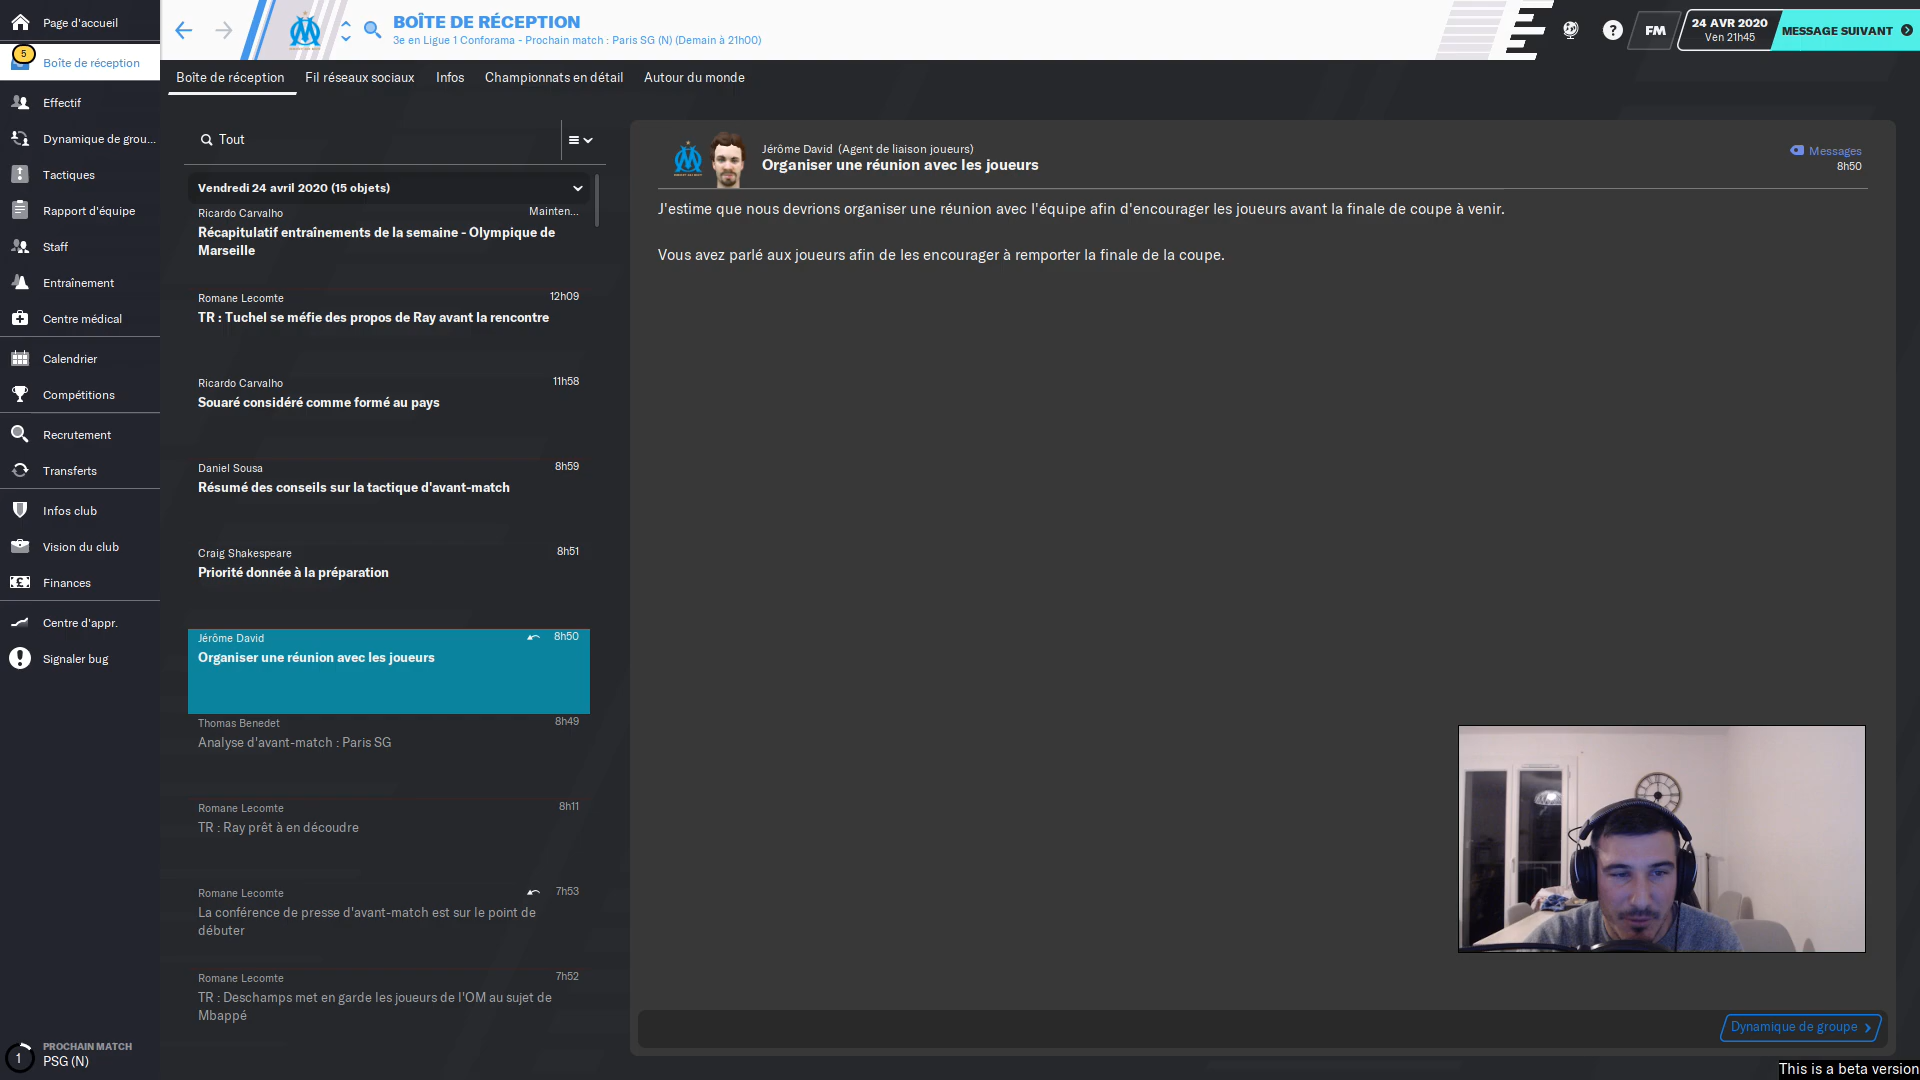 Page d'accueil
5
Boîte de réception
Effectif
Dynamique de grou...
Tactiques
Rapport d'équipe
Staff
Entraînement
Centre médical
Calendrier
Compétitions
Recrutement
Transferts
Infos club
Vision du club
Finances
Centre d'appr.
Signaler bug
1
PROCHAIN MATCH
PSG (N)
BOÎTE DE RÉCEPTION
3e en Ligue 1 Conforama - Prochain match : Paris SG (N) (Demain à 21h00)
?
FM
24 AVR 2020
Ven 21h45
MESSAGE SUIVANT
Boîte de réception
Fil réseaux sociaux
Infos
Championnats en détail
Autour du monde
Tout
Vendredi 24 avril 2020 (15 objets)
Ricardo Carvalho
Mainten...
Récapitulatif entraînements de la semaine - Olympique de
Marseille
Romane Lecomte
12h09
TR : Tuchel se méfie des propos de Ray avant la rencontre
Ricardo Carvalho
11h58
Souaré considéré comme formé au pays
Daniel Sousa
8h59
Résumé des conseils sur la tactique d'avant-match
Craig Shakespeare
8h51
Priorité donnée à la préparation
Jérôme David
8h50
Organiser une réunion avec les joueurs
Thomas Benedet
8h49
Analyse d'avant-match : Paris SG
Romane Lecomte
8h11
TR : Ray prêt à en découdre
Romane Lecomte
7h53
La conférence de presse d'avant-match est sur le point de
débuter
Romane Lecomte
7h52
TR : Deschamps met en garde les joueurs de l'OM au sujet de
Mbappé
Jérôme David (Agent de liaison joueurs)
Organiser une réunion avec les joueurs
Messages
8h50
J'estime que nous devrions organiser une réunion avec l'équipe afin d'encourager les joueurs avant la finale de coupe à venir.
Vous avez parlé aux joueurs afin de les encourager à remporter la finale de la coupe.
Dynamique de groupe
This is a beta version